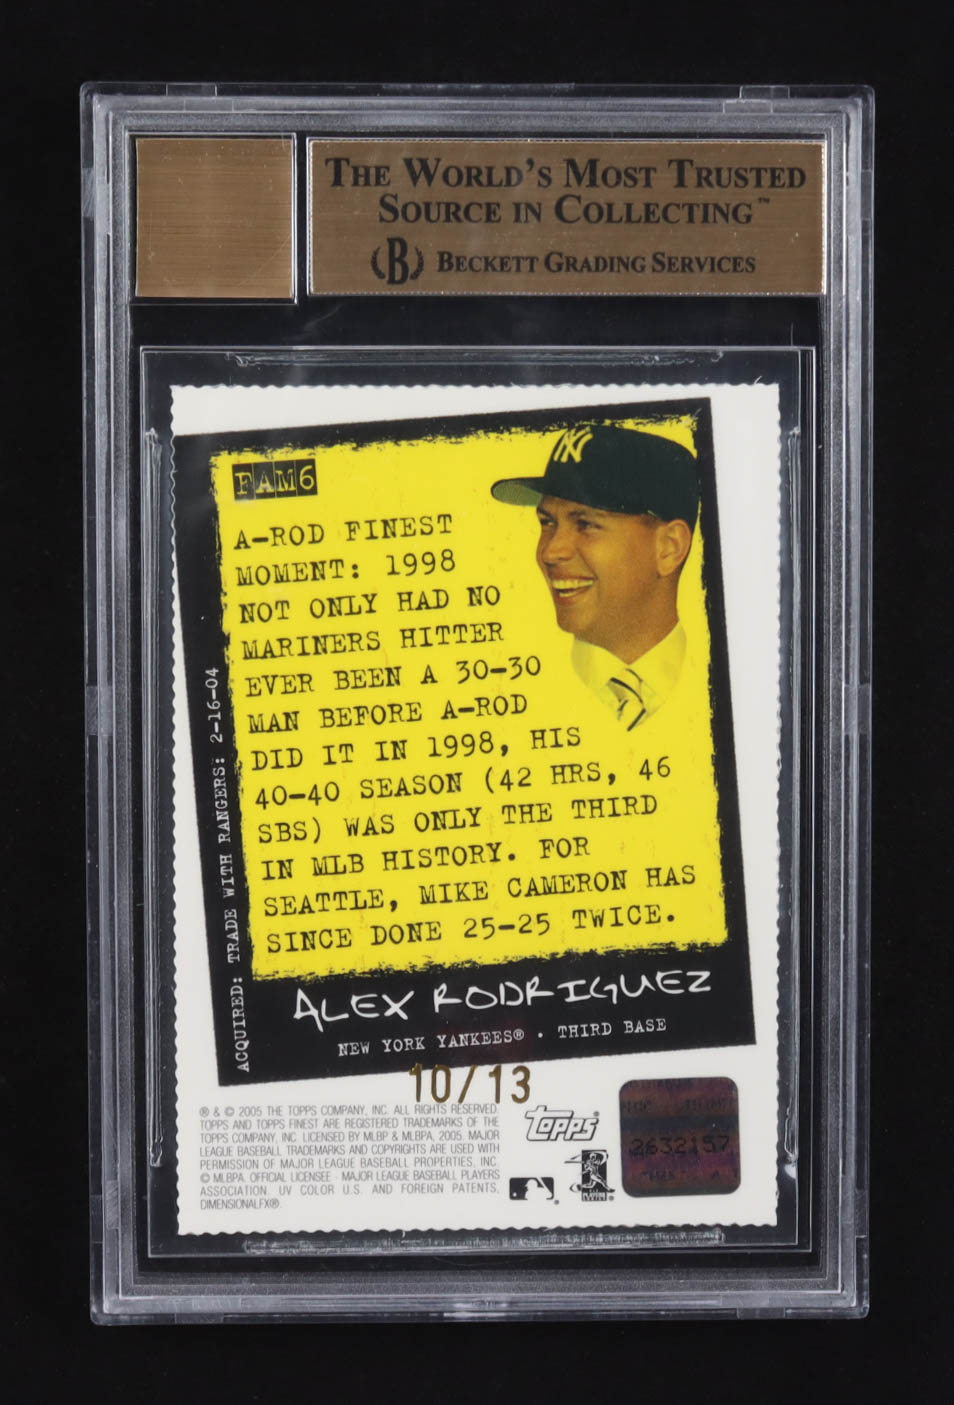 THE WORLD'S MOST TRUSTED
SOURCE IN COLLECTING™
B BECKETT GRADING SERVICES
FAM6
NY
A-ROD FINEST
MOMENT: 1998
NOT ONLY HAD NO
MARINERS HITTER
EVER BEEN A 30-30
MAN BEFORE A-ROD
DID IT IN 1998, HIS
40-40 SEASON (42 HRS, 46
SBS) WAS ONLY THE THIRD
IN MLB HISTORY. FOR
SEATTLE, MIKE CAMERON HAS
SINCE DONE 25-25 TWICE.
ACQUIRED: TRADE WITH RANGERS: 2-16-04
ALEX RODRIGUEZ
NEW YORK YANKEES® · THIRD BASE
10/13
® & © 2005 THE TOPPS COMPANY, INC. ALL RIGHTS RESERVED.
TOPPS AND TOPPS FINEST ARE REGISTERED TRADEMARKS OF THE
TOPPS COMPANY, INC. LICENSED BY MLBP & MLBPA, 2005. MAJOR
LEAGUE BASEBALL TRADEMARKS AND COPYRIGHTS ARE USED WITH
PERMISSION OF MAJOR LEAGUE BASEBALL PROPERTIES, INC.
© MLBPA. OFFICIAL LICENSEE - MAJOR LEAGUE BASEBALL PLAYERS
ASSOCIATION. UV COLOR U.S. AND FOREIGN PATENTS,
DIMENSIONALFX®.
Topps®
2632157